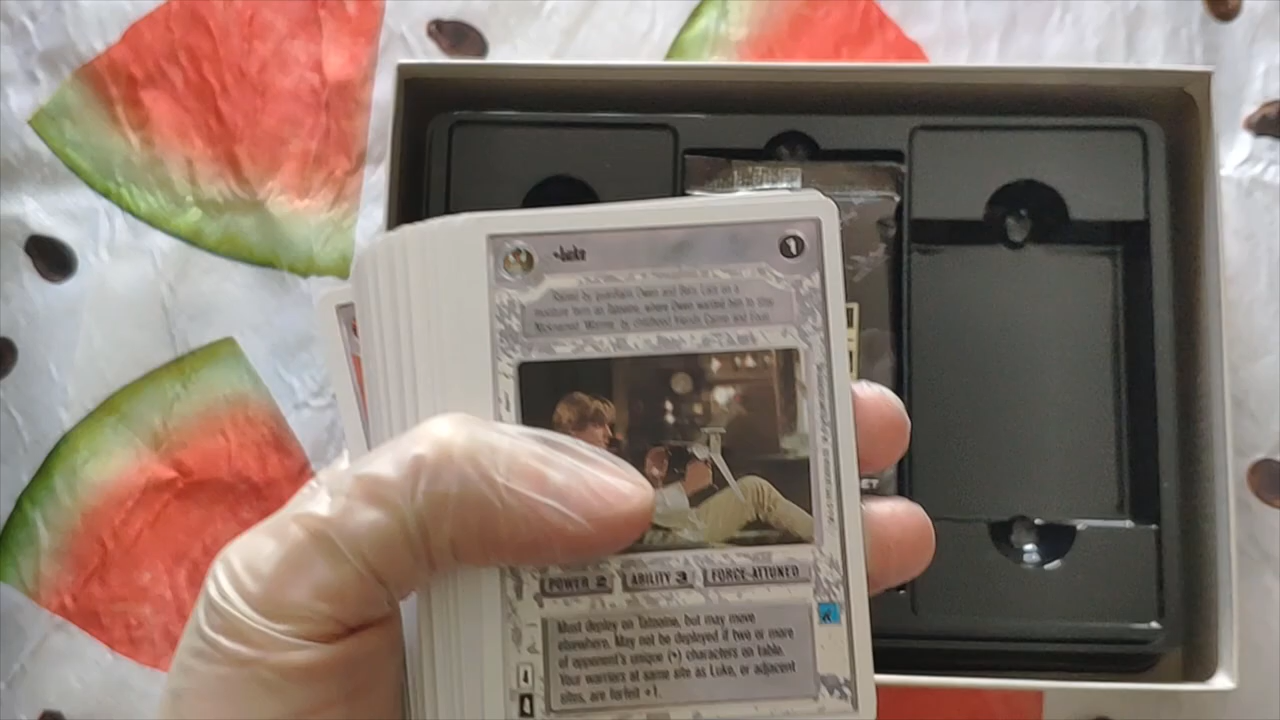 •Luke
1
Raised by guardians Owen and Beru Lars on a
moisture farm on Tatooine, where Owen wanted him to stay.
Nicknamed 'Wormie' by childhood friends Camie and Fixer.
POWER 2 ABILITY 3 FORCE-ATTUNED
Must deploy on Tatooine, but may move
elsewhere. May not be deployed if two or more
of opponent's unique (•) characters on table.
Your warriors at same site as Luke, or adjacent
sites, are forfeit +1.
4
4